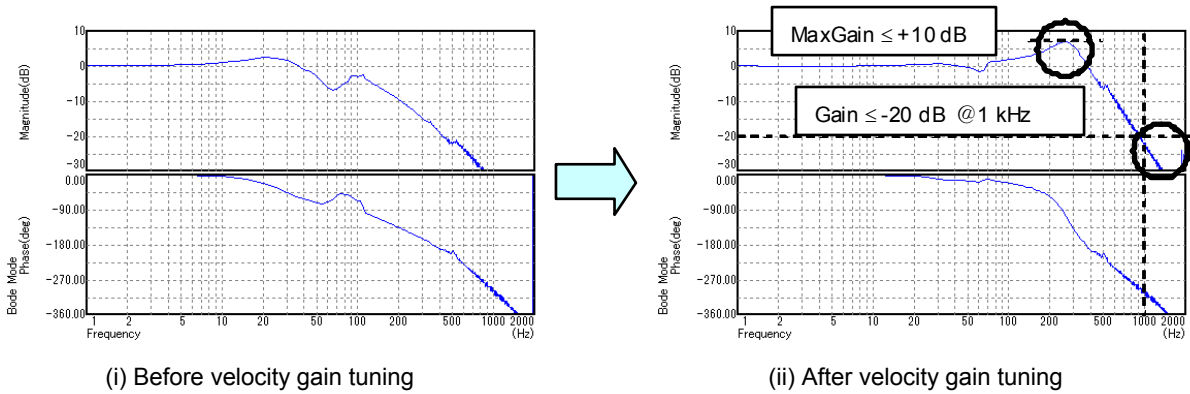 10
0
-10
-20
-30
Magnitude(dB)
0.00
-90.00
-180.00
-270.00
-360.00
Bode Mode
Phase(deg)
1 2 5 10 20 50 100 200 500 1000 2000
Frequency (Hz)
(i) Before velocity gain tuning
10
0
-10
-20
-30
Magnitude(dB)
MaxGain ≤ +10 dB
Gain ≤ -20 dB @1 kHz
0.00
-90.00
-180.00
-270.00
-360.00
Bode Mode
Phase(deg)
1 2 5 10 20 50 100 200 500 1000 2000
Frequency (Hz)
(ii) After velocity gain tuning